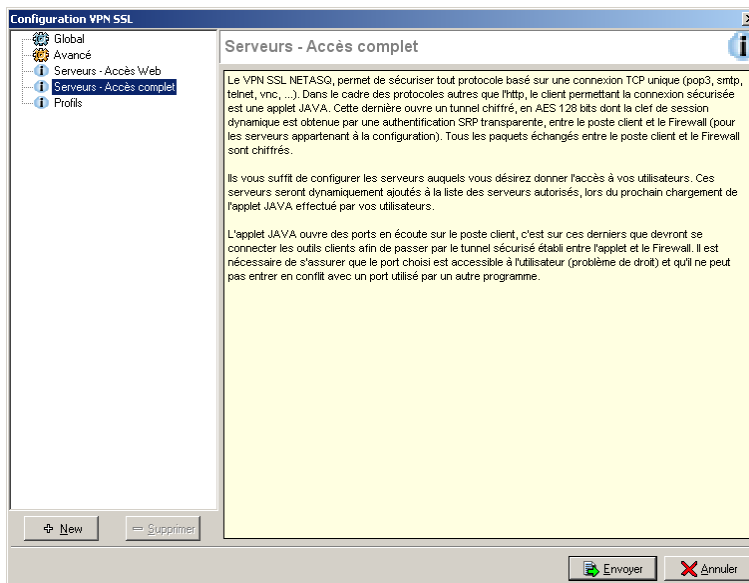 Configuration VPN SSL
Global
Avancé
Serveurs - Accès Web
Serveurs - Accès complet
Profils
New
Supprimer
Serveurs - Accès complet
Le VPN SSL NETASQ, permet de sécuriser tout protocole basé sur une connexion TCP unique (pop3, smtp,
telnet, vnc, ...). Dans le cadre des protocoles autres que l'http, le client permettant la connexion sécurisée
est une applet JAVA. Cette dernière ouvre un tunnel chiffré, en AES 128 bits dont la clef de session
dynamique est obtenue par une authentification SRP transparente, entre le poste client et le Firewall (pour
les serveurs appartenant à la configuration). Tous les paquets échangés entre le poste client et le Firewall
sont chiffrés.
Ils vous suffit de configurer les serveurs auquels vous désirez donner l'accès à vos utilisateurs. Ces
serveurs seront dynamiquement ajoutés à la liste des serveurs autorisés, lors du prochain chargement de
l'applet JAVA effectué par vos utilisateurs.
L'applet JAVA ouvre des ports en écoute sur le poste client, c'est sur ces derniers que devront se
connecter les outils clients afin de passer par le tunnel sécurisé établi entre l'applet et le Firewall. Il est
nécessaire de s'assurer que le port choisi est accessible à l'utilisateur (problème de droit) et qu'il ne peut
pas entrer en conflit avec un port utilisé par un autre programme.
Envoyer
Annuler